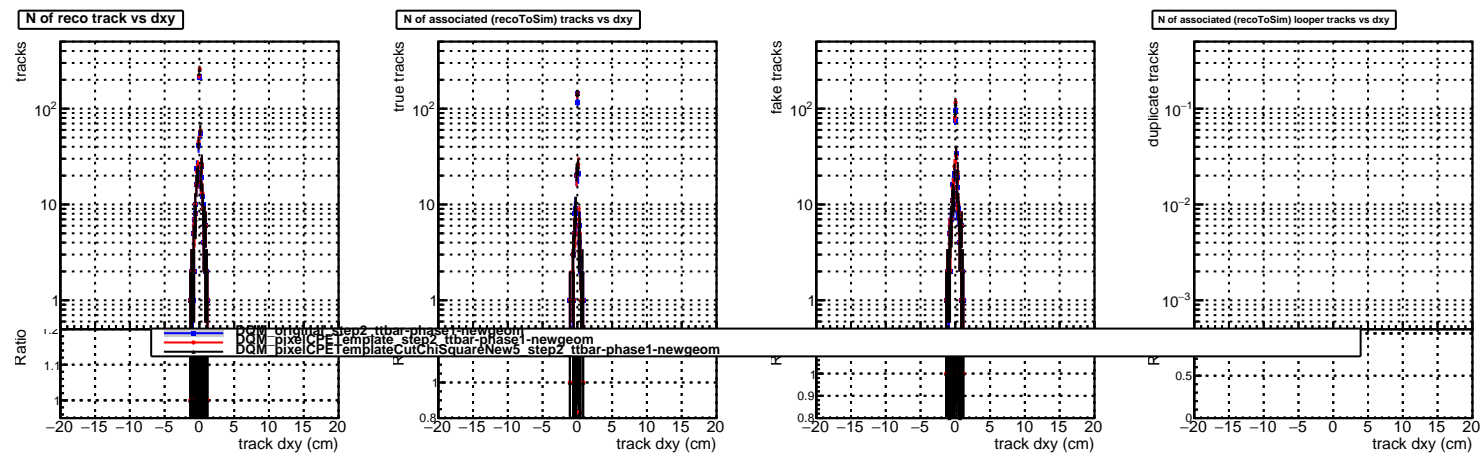 N of reco track vs dxy
tracks
10²
10
1
1.2
1.1
1
Ratio
−20 −15 −10 −5 0 5 10 15 20
track dxy (cm)
N of associated (recoToSim) tracks vs dxy
true tracks
10²
10
1
1
0.8
−20 −15 −10 −5 0 5 10 15 20
track dxy (cm)
N of associated (recoToSim) looper tracks vs dxy
fake tracks
10²
10
1
1
0.9
0.8
−20 −15 −10 −5 0 5 10 15 20
track dxy (cm)
duplicate tracks
10⁻¹
10⁻²
10⁻³
0.5
0
−20 −15 −10 −5 0 5 10 15 20
track dxy (cm)
DQM_original_step2_ttbar-phase1-newgeom
DQM_pixelCPETemplate_step2_ttbar-phase1-newgeom
DQM_pixelCPETemplateCutChiSquareNew5_step2_ttbar-phase1-newgeom